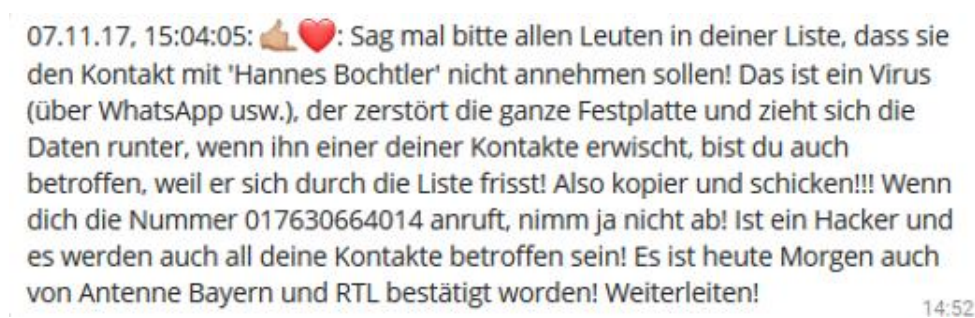 07.11.17, 15:04:05: 🤙🏼❤️: Sag mal bitte allen Leuten in deiner Liste, dass sie
den Kontakt mit 'Hannes Bochtler' nicht annehmen sollen! Das ist ein Virus
(über WhatsApp usw.), der zerstört die ganze Festplatte und zieht sich die
Daten runter, wenn ihn einer deiner Kontakte erwischt, bist du auch
betroffen, weil er sich durch die Liste frisst! Also kopier und schicken!!! Wenn
dich die Nummer 017630664014 anruft, nimm ja nicht ab! Ist ein Hacker und
es werden auch all deine Kontakte betroffen sein! Es ist heute Morgen auch
von Antenne Bayern und RTL bestätigt worden! Weiterleiten!
14:52